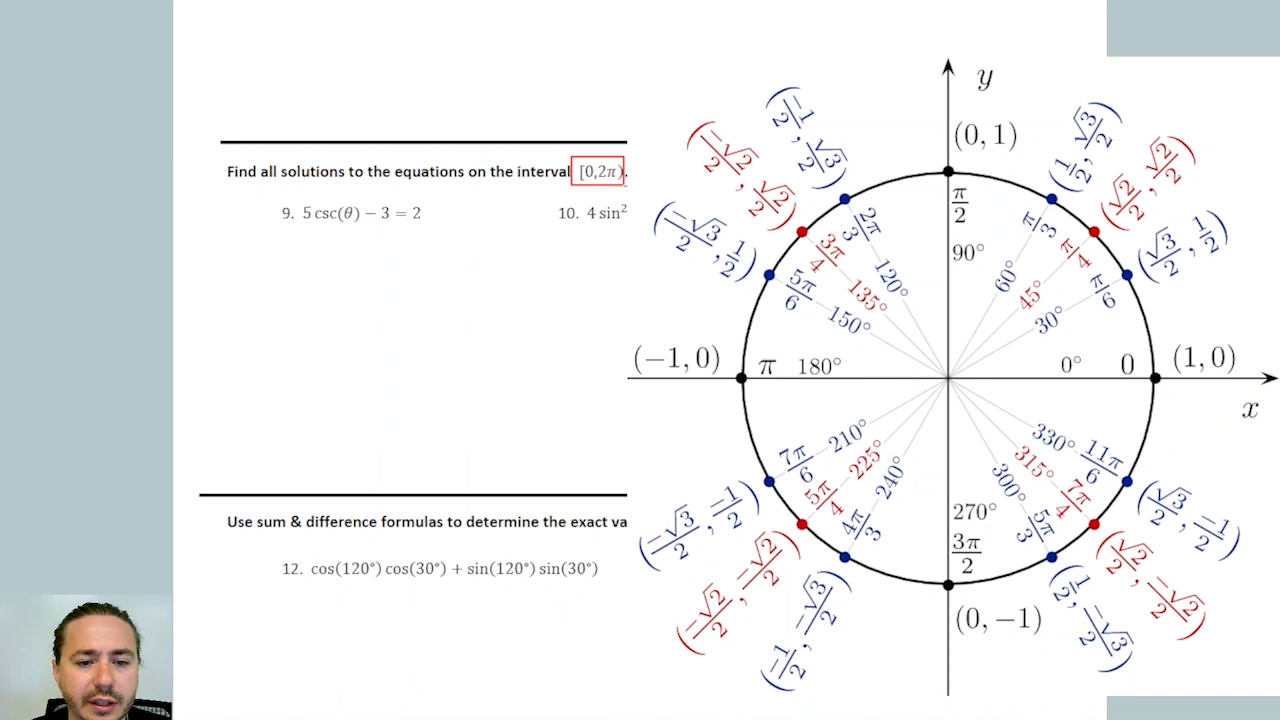 Find all solutions to the equations on the interval [0,2π).
9. 5 csc(θ) − 3 = 2
10. 4 sin²
Use sum & difference formulas to determine the exact va
12. cos(120°) cos(30°) + sin(120°) sin(30°)
y
(0, 1)
(−1/2, √3/2)
(1/2, √3/2)
(−√2/2, √2/2)
(√2/2, √2/2)
(−√3/2, 1/2)
(√3/2, 1/2)
π/2
90°
2π/3
120°
π/3
60°
3π/4
135°
π/4
45°
5π/6
150°
π/6
30°
(−1, 0)
π
180°
0°
0
(1, 0)
x
7π/6
210°
330°
11π/6
5π/4
225°
315°
7π/4
4π/3
240°
300°
5π/3
270°
3π/2
(−√3/2, −1/2)
(√3/2, −1/2)
(−√2/2, −√2/2)
(√2/2, −√2/2)
(−1/2, −√3/2)
(1/2, −√3/2)
(0, −1)